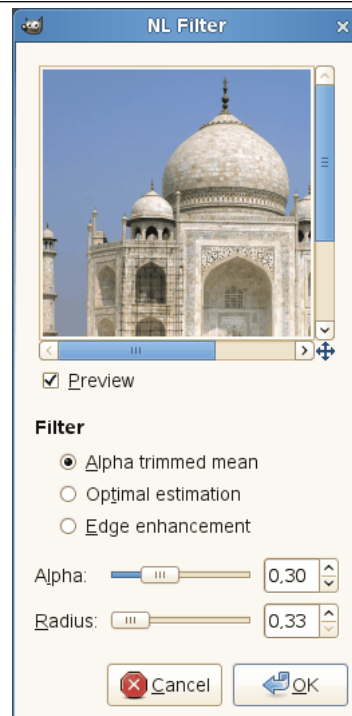 NL Filter
Preview
Filter
Alpha trimmed mean
Optimal estimation
Edge enhancement
Alpha: 0,30
Radius: 0,33
Cancel OK